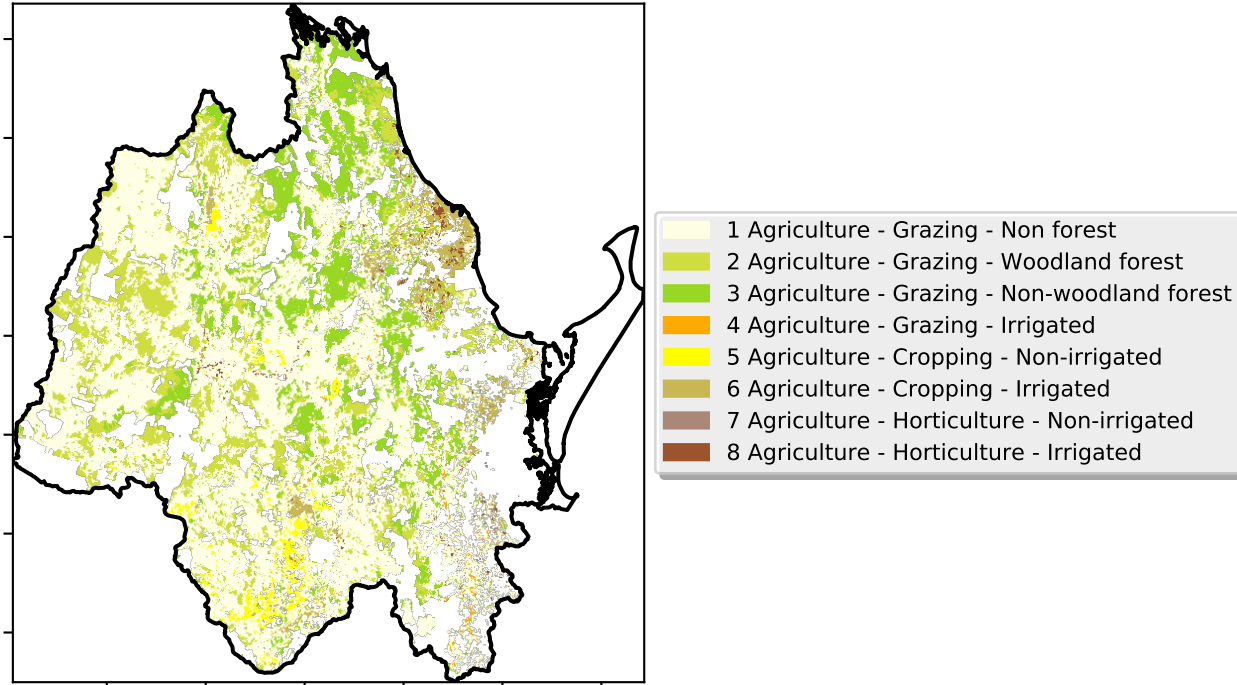 1 Agriculture - Grazing - Non forest
2 Agriculture - Grazing - Woodland forest
3 Agriculture - Grazing - Non-woodland forest
4 Agriculture - Grazing - Irrigated
5 Agriculture - Cropping - Non-irrigated
6 Agriculture - Cropping - Irrigated
7 Agriculture - Horticulture - Non-irrigated
8 Agriculture - Horticulture - Irrigated